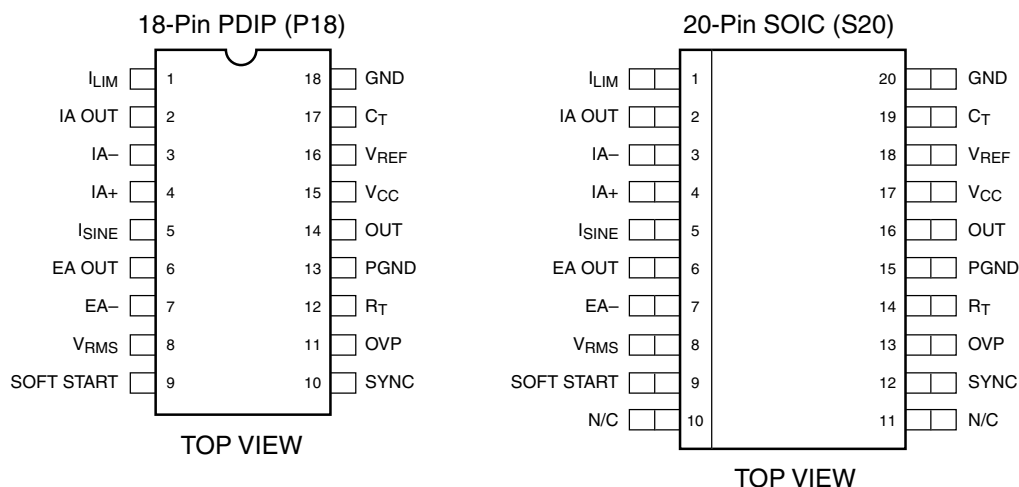 18-Pin PDIP (P18)
ILIM 1 18 GND
IA OUT 2 17 CT
IA– 3 16 VREF
IA+ 4 15 VCC
ISINE 5 14 OUT
EA OUT 6 13 PGND
EA– 7 12 RT
VRMS 8 11 OVP
SOFT START 9 10 SYNC
TOP VIEW
20-Pin SOIC (S20)
ILIM 1 20 GND
IA OUT 2 19 CT
IA– 3 18 VREF
IA+ 4 17 VCC
ISINE 5 16 OUT
EA OUT 6 15 PGND
EA– 7 14 RT
VRMS 8 13 OVP
SOFT START 9 12 SYNC
N/C 10 11 N/C
TOP VIEW